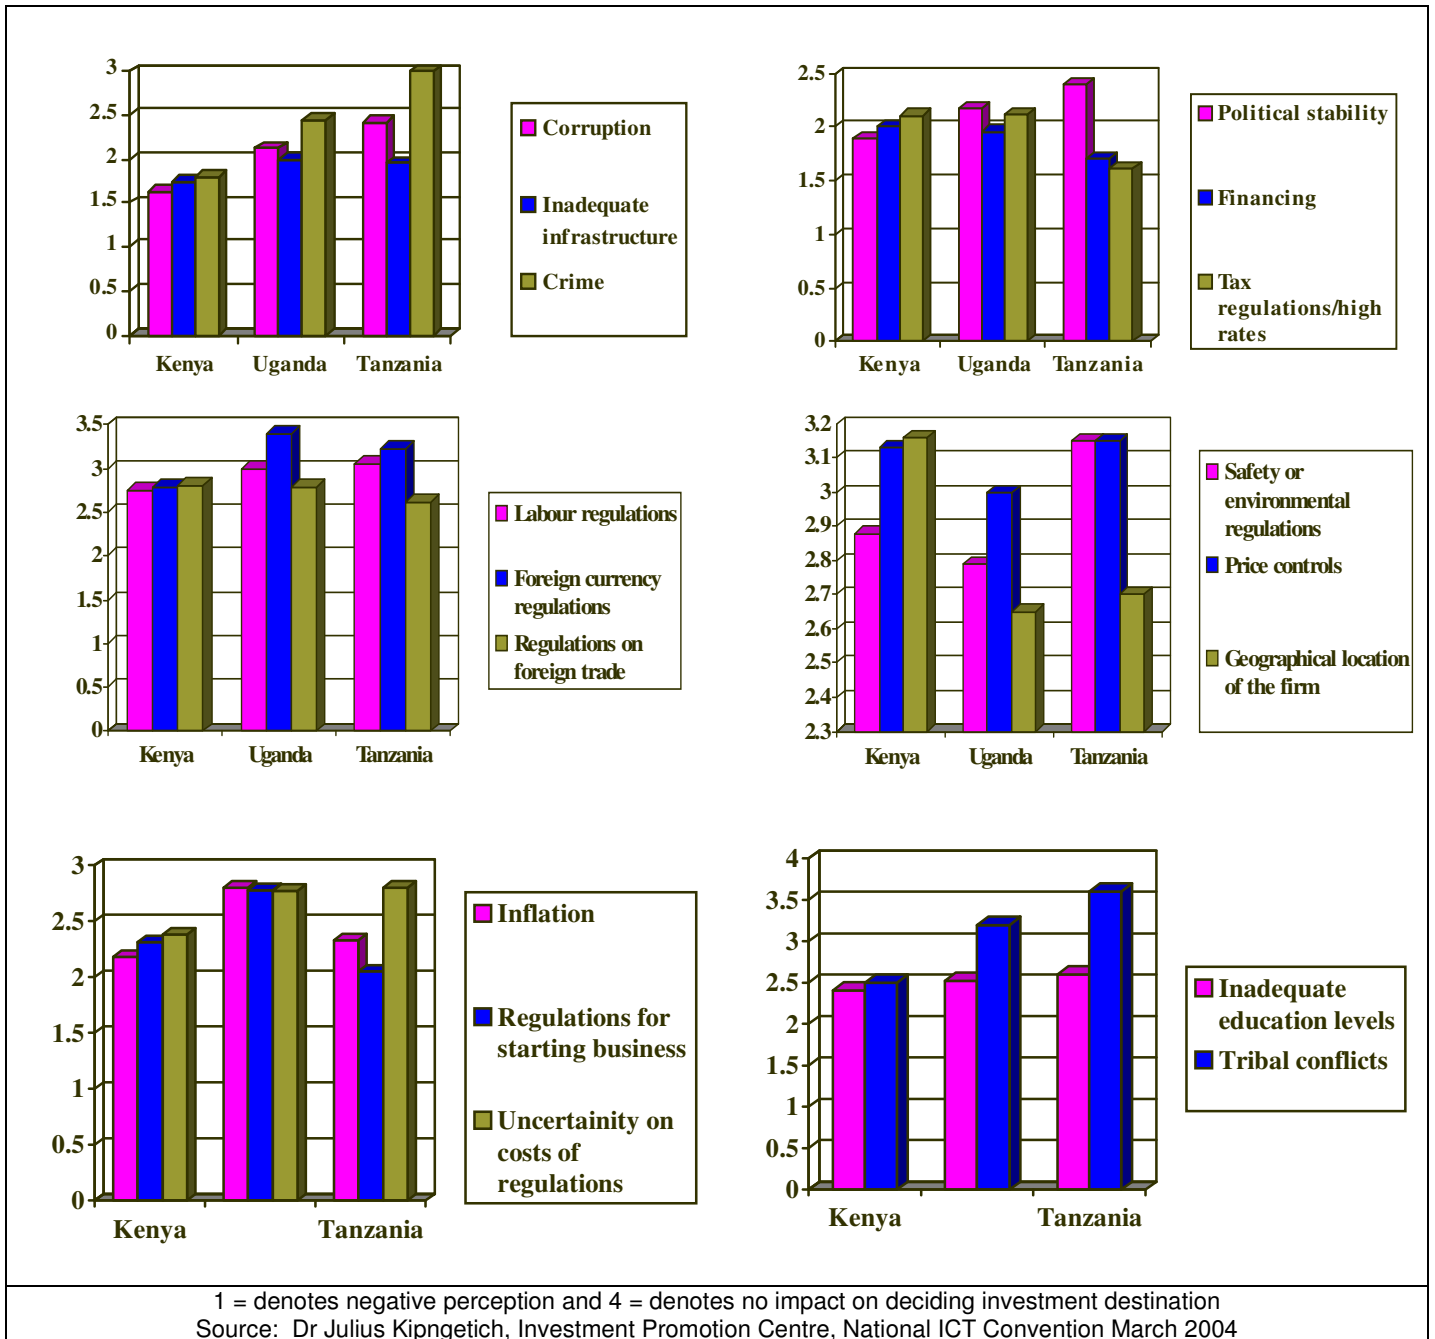 3
2.5
2
1.5
1
0.5
0
Kenya Uganda Tanzania
Corruption
Inadequate
infrastructure
Crime
2.5
2
1.5
1
0.5
0
Kenya Uganda Tanzania
Political stability
Financing
Tax
regulations/high
rates
3.5
3
2.5
2
1.5
1
0.5
0
Kenya Uganda Tanzania
Labour regulations
Foreign currency
regulations
Regulations on
foreign trade
3.2
3.1
3
2.9
2.8
2.7
2.6
2.5
2.4
2.3
Kenya Uganda Tanzania
Safety or
environmental
regulations
Price controls
Geographical location
of the firm
3
2.5
2
1.5
1
0.5
0
Kenya Tanzania
Inflation
Regulations for
starting business
Uncertainity on
costs of
regulations
4
3.5
3
2.5
2
1.5
1
0.5
0
Kenya Tanzania
Inadequate
education levels
Tribal conflicts
1 = denotes negative perception and 4 = denotes no impact on deciding investment destination
Source: Dr Julius Kipngetich, Investment Promotion Centre, National ICT Convention March 2004